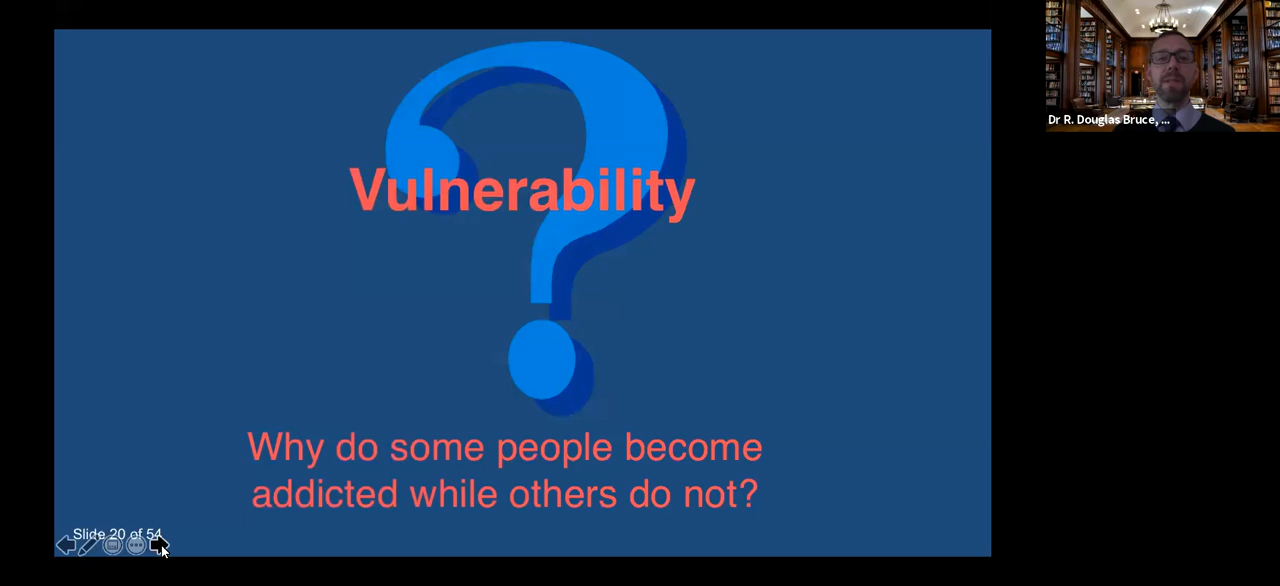 Vulnerability
Why do some people become
addicted while others do not?
Slide 20 of 54
Dr R. Douglas Bruce, ...